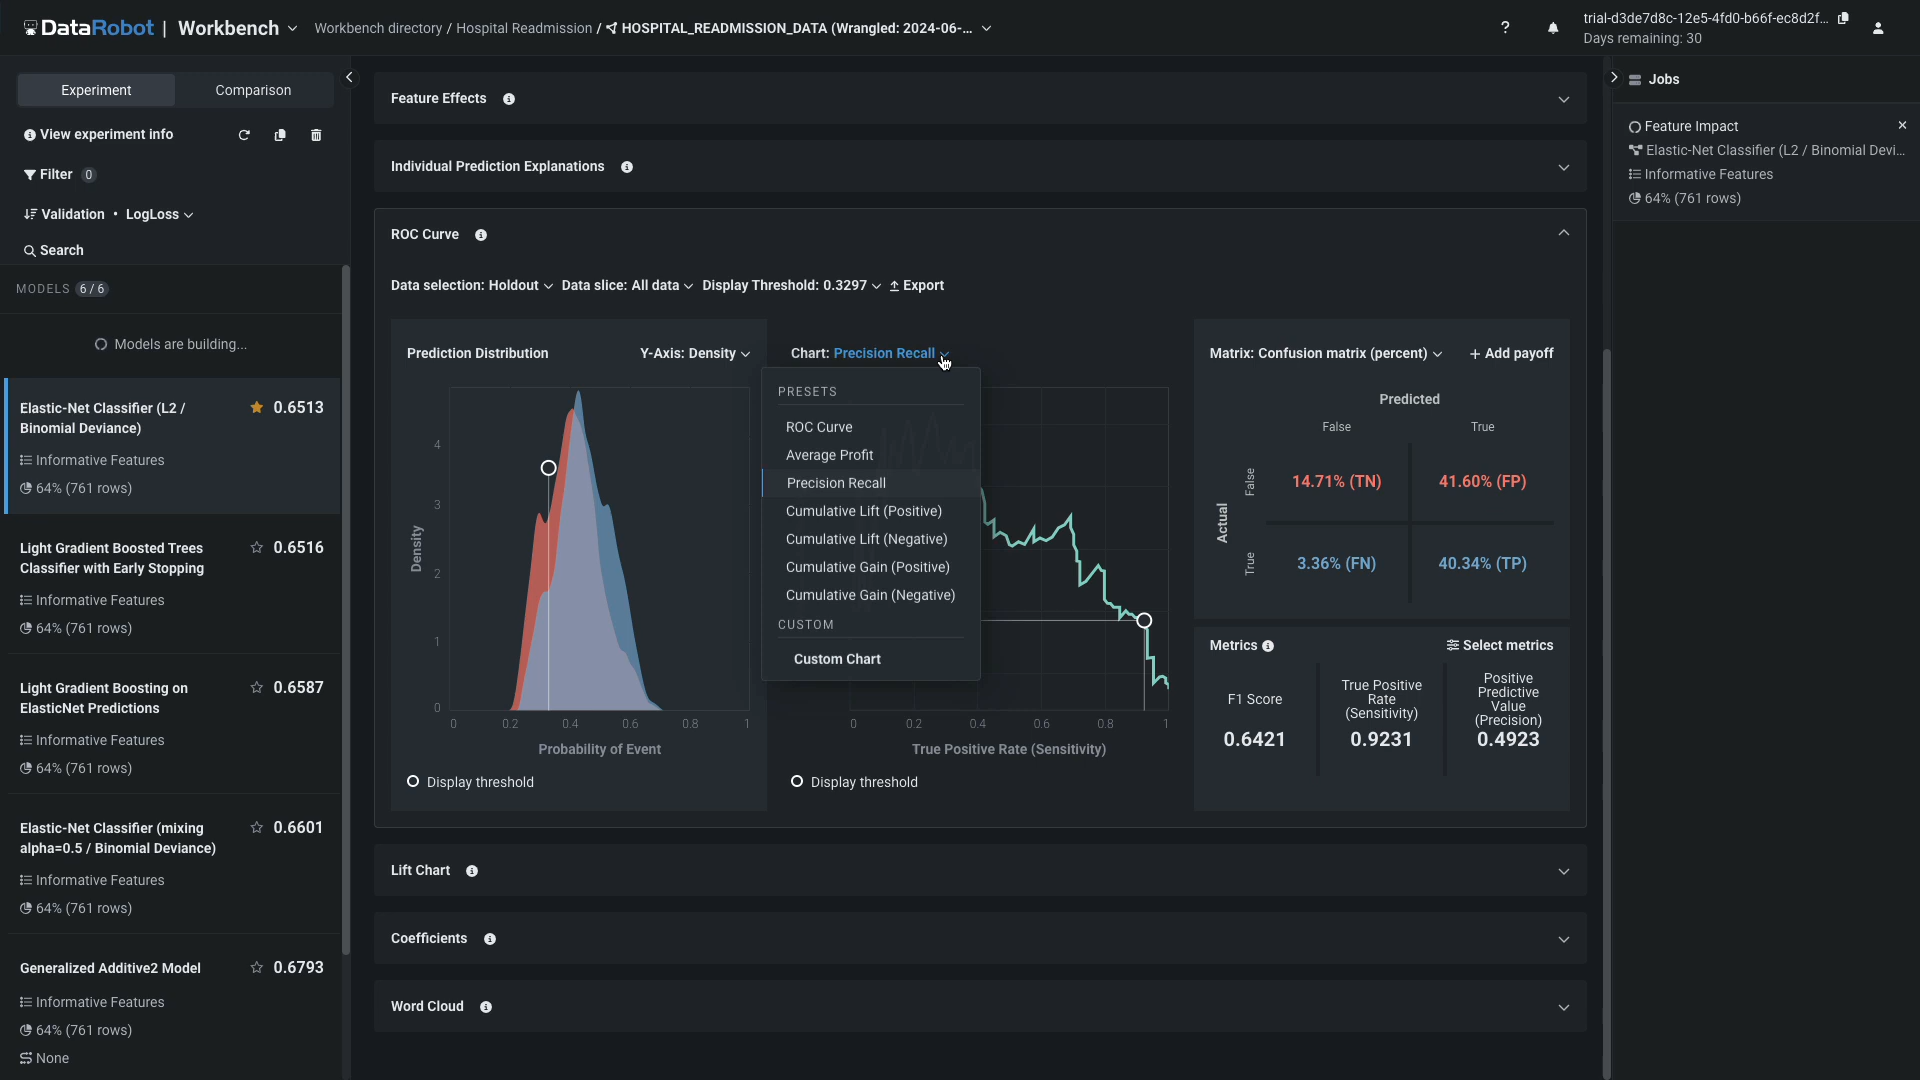 DataRobot | Workbench
Workbench directory / Hospital Readmission / HOSPITAL_READMISSION_DATA (Wrangled: 2024-06-...
?
trial-d3de7d8c-12e5-4fd0-b66f-ec8d2f...
Days remaining: 30
Experiment
Comparison
View experiment info
Filter 0
Validation • LogLoss
Search
MODELS 6 / 6
Models are building...
Elastic-Net Classifier (L2 / Binomial Deviance)
0.6513
Informative Features
64% (761 rows)
Light Gradient Boosted Trees
Classifier with Early Stopping
0.6516
Informative Features
64% (761 rows)
Light Gradient Boosting on
ElasticNet Predictions
0.6587
Informative Features
64% (761 rows)
Elastic-Net Classifier (mixing
alpha=0.5 / Binomial Deviance)
0.6601
Informative Features
64% (761 rows)
Generalized Additive2 Model
0.6793
Informative Features
64% (761 rows)
None
Feature Effects
Individual Prediction Explanations
ROC Curve
Data selection: Holdout Data slice: All data Display Threshold: 0.3297 Export
Prediction Distribution
Y-Axis: Density
Density
4
3
2
1
0
0 0.2 0.4 0.6 0.8 1
Probability of Event
Display threshold
Chart: Precision Recall
PRESETS
ROC Curve
Average Profit
Precision Recall
Cumulative Lift (Positive)
Cumulative Lift (Negative)
Cumulative Gain (Positive)
Cumulative Gain (Negative)
CUSTOM
Custom Chart
0 0.2 0.4 0.6 0.8 1
True Positive Rate (Sensitivity)
Display threshold
Matrix: Confusion matrix (percent)
+ Add payoff
Predicted
False True
Actual
False
14.71% (TN) 41.60% (FP)
True
3.36% (FN) 40.34% (TP)
Metrics
Select metrics
F1 Score
0.6421
True Positive
Rate
(Sensitivity)
0.9231
Positive
Predictive
Value
(Precision)
0.4923
Lift Chart
Coefficients
Word Cloud
Jobs
Feature Impact
Elastic-Net Classifier (L2 / Binomial Devi...
Informative Features
64% (761 rows)